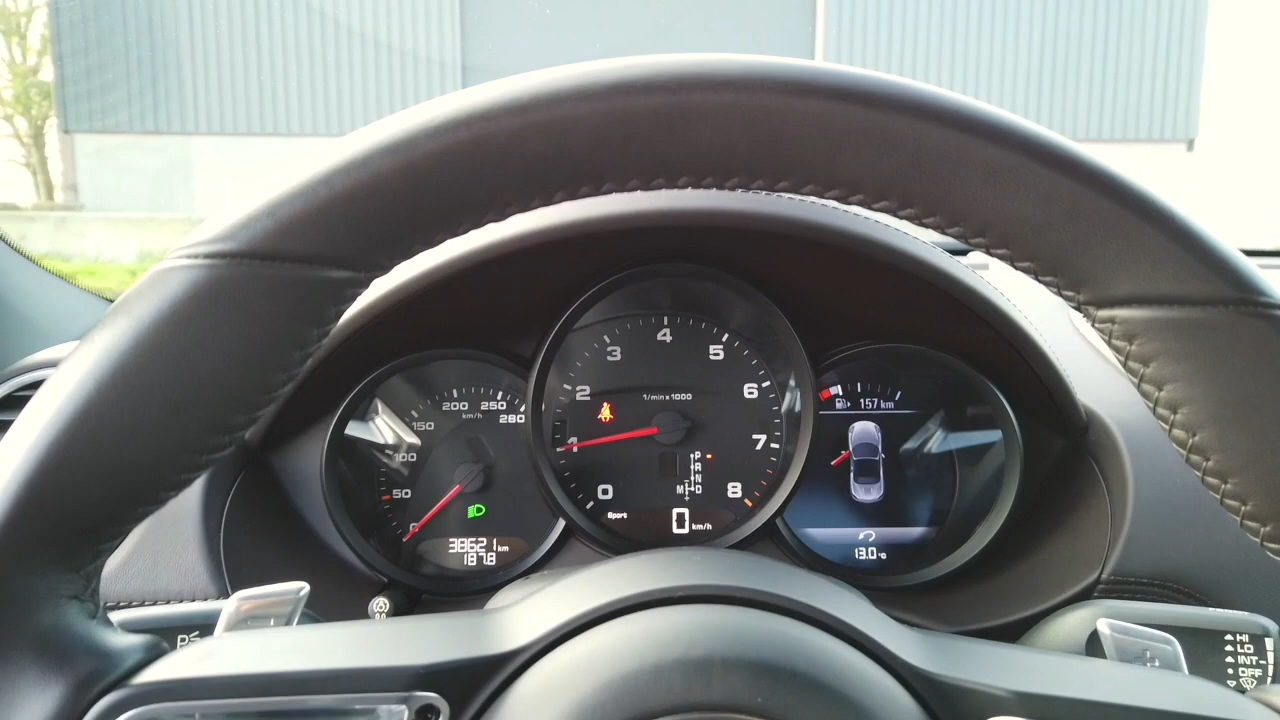 200 250
km/h
150
280
100
50
0
38621 km
187.8
4
3
5
2
6
1/min x 1000
1
7
0
8
P
R
N
M D
+
Sport
0 km/h
157 km
13.0 °C
P
HI
LO
INT
OFF